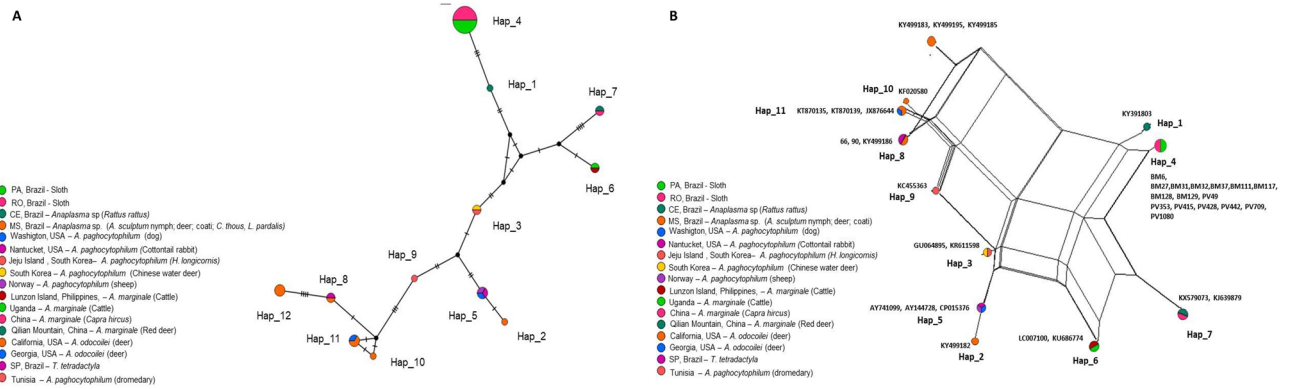 A
Hap_4
Hap_1
Hap_7
Hap_6
Hap_3
Hap_9
Hap_8
Hap_12
Hap_5
Hap_2
Hap_11
Hap_10
PA, Brazil - Sloth
RO, Brazil - Sloth
CE, Brazil – Anaplasma sp (Rattus rattus)
MS, Brazil – Anaplasma sp. (A. sculptum nymph; deer; coati; C. thous, L. pardalis)
Washigton, USA – A. paghocytophilum (dog)
Nantucket, USA – A. paghocytophilum (Cottontail rabbit)
Jeju Island , South Korea– A. paghocytophilum (H. longicornis)
South Korea – A. paghocytophilum (Chinese water deer)
Norway – A. paghocytophilum (sheep)
Lunzon Island, Philippines, – A. marginale (Cattle)
Uganda – A. marginale (Cattle)
China – A. marginale (Capra hircus)
Qilian Mountain, China – A. marginale (Red deer)
California, USA – A. odocoilei (deer)
Georgia, USA – A. odocoilei (deer)
SP, Brazil – T. tetradactyla
Tunisia – A. paghocytophilum (dromedary)
B
KY499183, KY499195, KY499185
Hap_10 KF020580
Hap_11 KT870135, KT870139, JX876644
66, 90, KY499186
Hap_8
KC455363
Hap_9
KY391803
Hap_1
Hap_4
BM6,
BM27,BM31,BM32,BM37,BM111,BM117,
BM128, BM129, PV49
PV353, PV415, PV428, PV442, PV709,
PV1080
GU064895, KR611598
Hap_3
AY741099, AY144728, CP015376
Hap_5
KY499182
Hap_2
LC007100, KU686774
Hap_6
KX579073, KJ639879
Hap_7
PA, Brazil - Sloth
RO, Brazil - Sloth
CE, Brazil – Anaplasma sp (Rattus rattus)
MS, Brazil – Anaplasma sp. (A. sculptum nymph; deer; coati)
Washigton, USA – A. paghocytophilum (dog)
Nantucket, USA – A. paghocytophilum (Cottontail rabbit)
Jeju Island , South Korea– A. paghocytophilum (H. longicornis)
South Korea – A. paghocytophilum (Chinese water deer)
Norway – A. paghocytophilum (sheep)
Lunzon Island, Philippines, – A. marginale (Cattle)
Uganda – A. marginale (Cattle)
China – A. marginale (Capra hircus)
Qilian Mountain, China – A. marginale (Red deer)
California, USA – A. odocoilei (deer)
Georgia, USA – A. odocoilei (deer)
SP, Brazil – T. tetradactyla
Tunisia – A. paghocytophilum (dromedary)